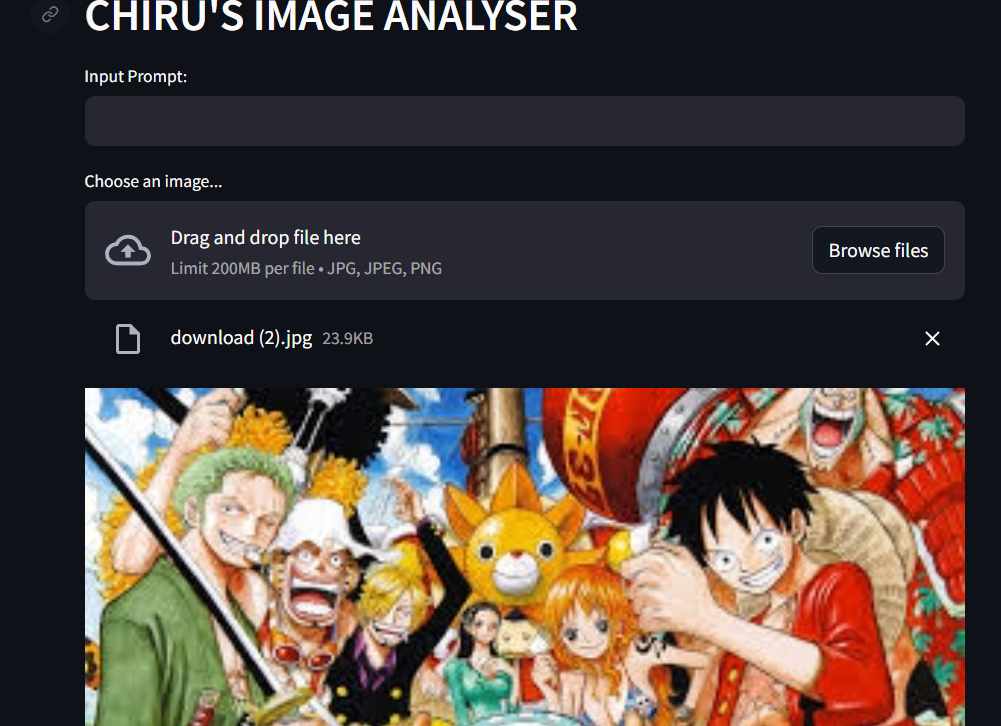 CHIRU'S IMAGE ANALYSER
Input Prompt:
Choose an image...
Drag and drop file here
Limit 200MB per file • JPG, JPEG, PNG
Browse files
download (2).jpg 23.9KB